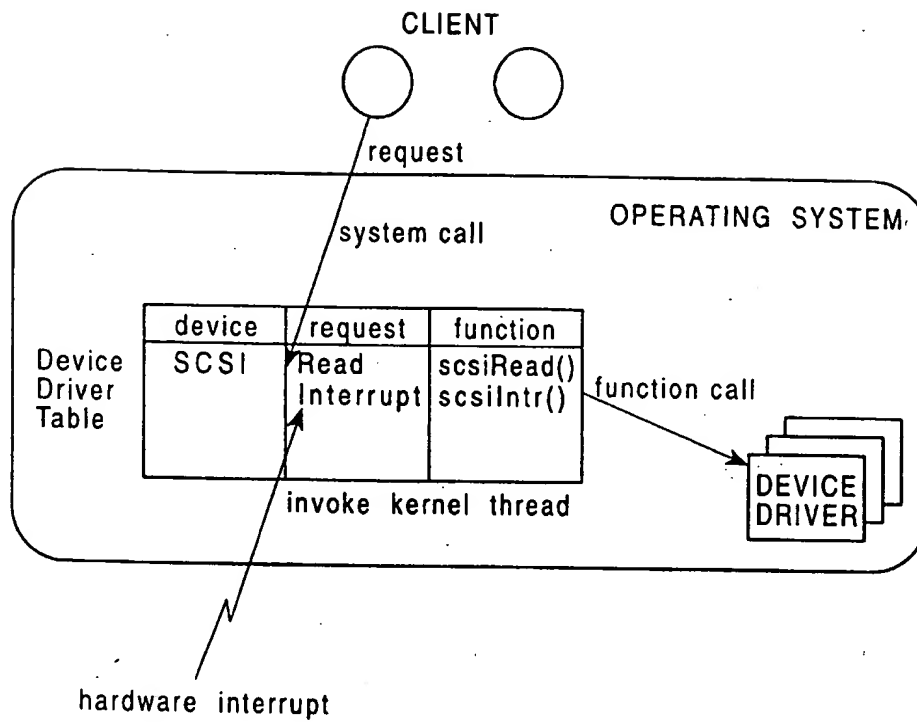 CLIENT
request
OPERATING SYSTEM
system call
device request function
Device Driver Table
SCSI Read scsiRead()
Interrupt scsiIntr()
function call
invoke kernel thread
DEVICE
DRIVER
hardware interrupt